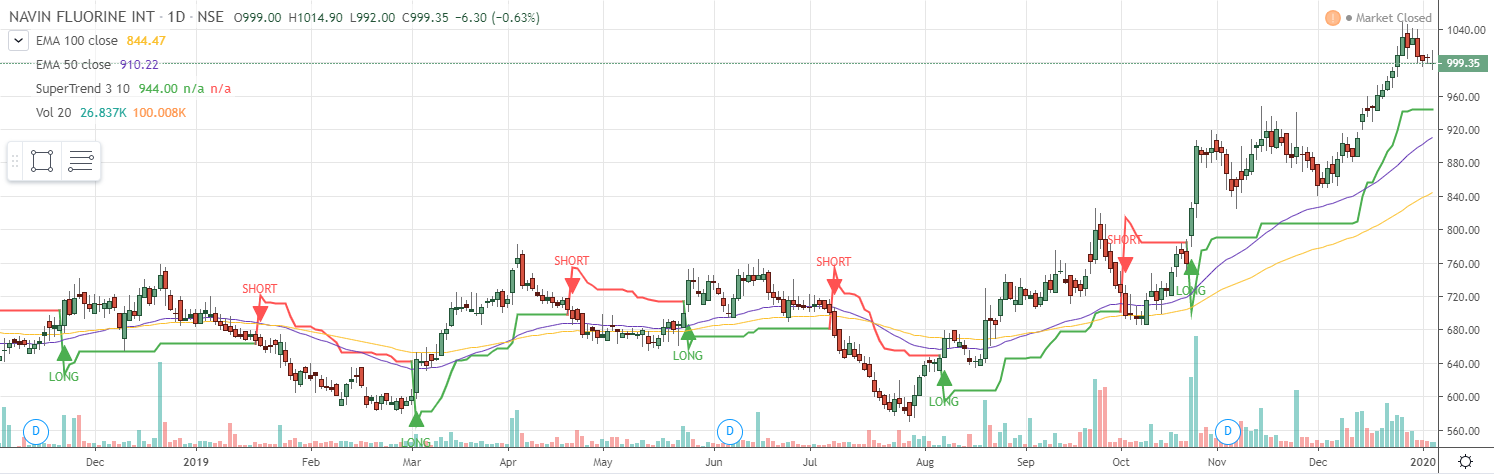 NAVIN FLUORINE INT · 1D · NSE O999.00 H1014.90 L992.00 C999.35 −6.30 (−0.63%)
! Market Closed
EMA 100 close 844.47
EMA 50 close 910.22
SuperTrend 3 10 944.00 n/a n/a
Vol 20 26.837K 100.008K
1040.00
999.35
960.00
920.00
880.00
840.00
800.00
760.00
720.00
680.00
640.00
600.00
560.00
LONG
SHORT
LONG
SHORT
LONG
SHORT
LONG
SHORT
LONG
D
D
D
Dec 2019 Feb Mar Apr May Jun Jul Aug Sep Oct Nov Dec 2020